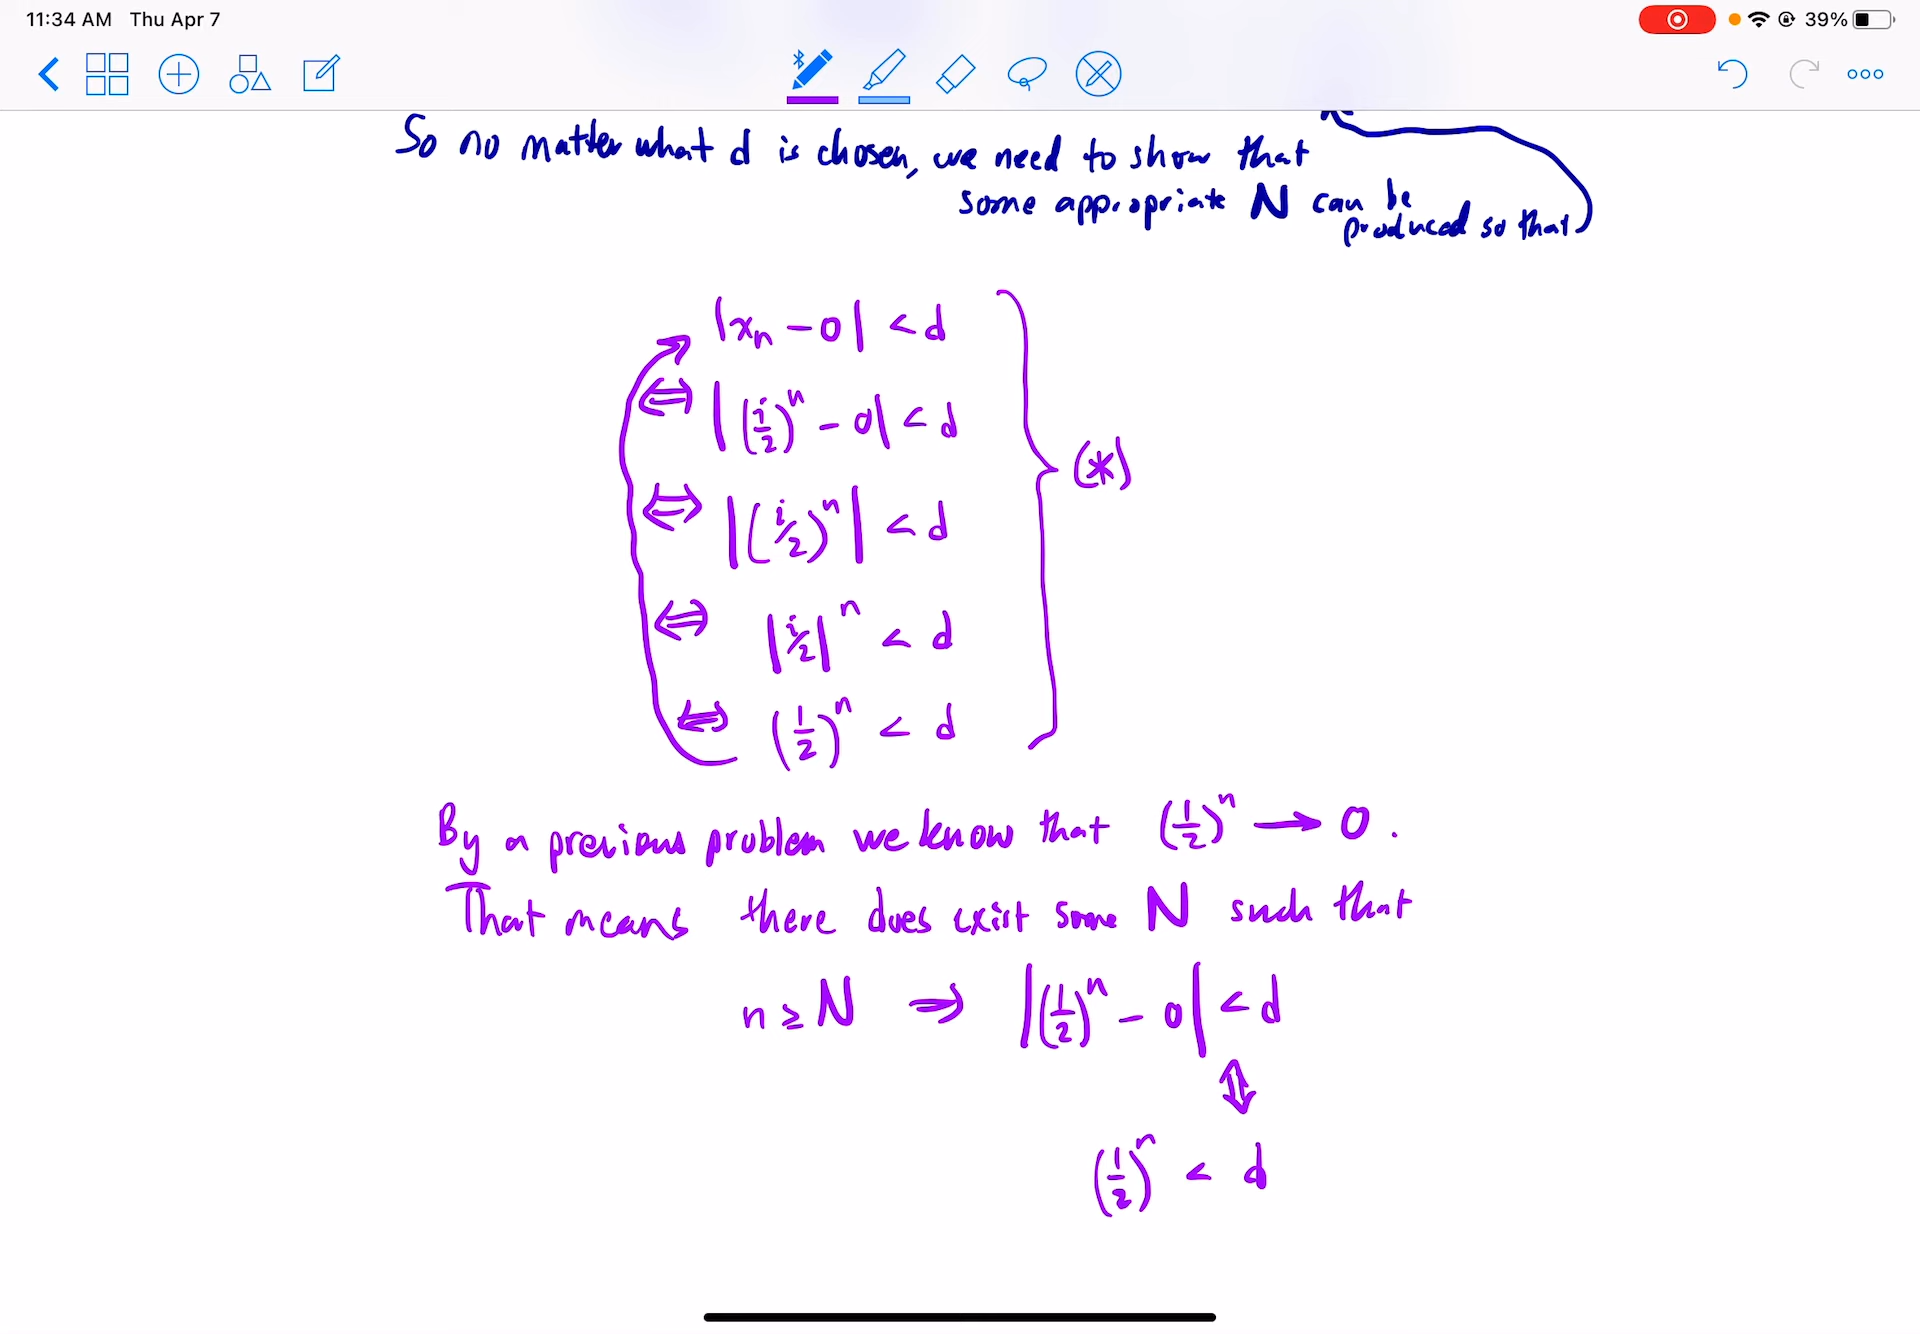 11:34 AM Thu Apr 7
39%
So no matter what d is chosen, we need to show that
some appropriate N can be
produced so that
|xₙ - 0| < d
⇔ |(i/2)ⁿ - 0| < d
(*)
⇔ |(i/2)ⁿ| < d
⇔ |i/2|ⁿ < d
⇔ (1/2)ⁿ < d
By a previous problem we know that (1/2)ⁿ → 0.
That means there does exist some N such that
n ≥ N ⇒ |(1/2)ⁿ - 0| < d
⇕
(1/2)ⁿ < d